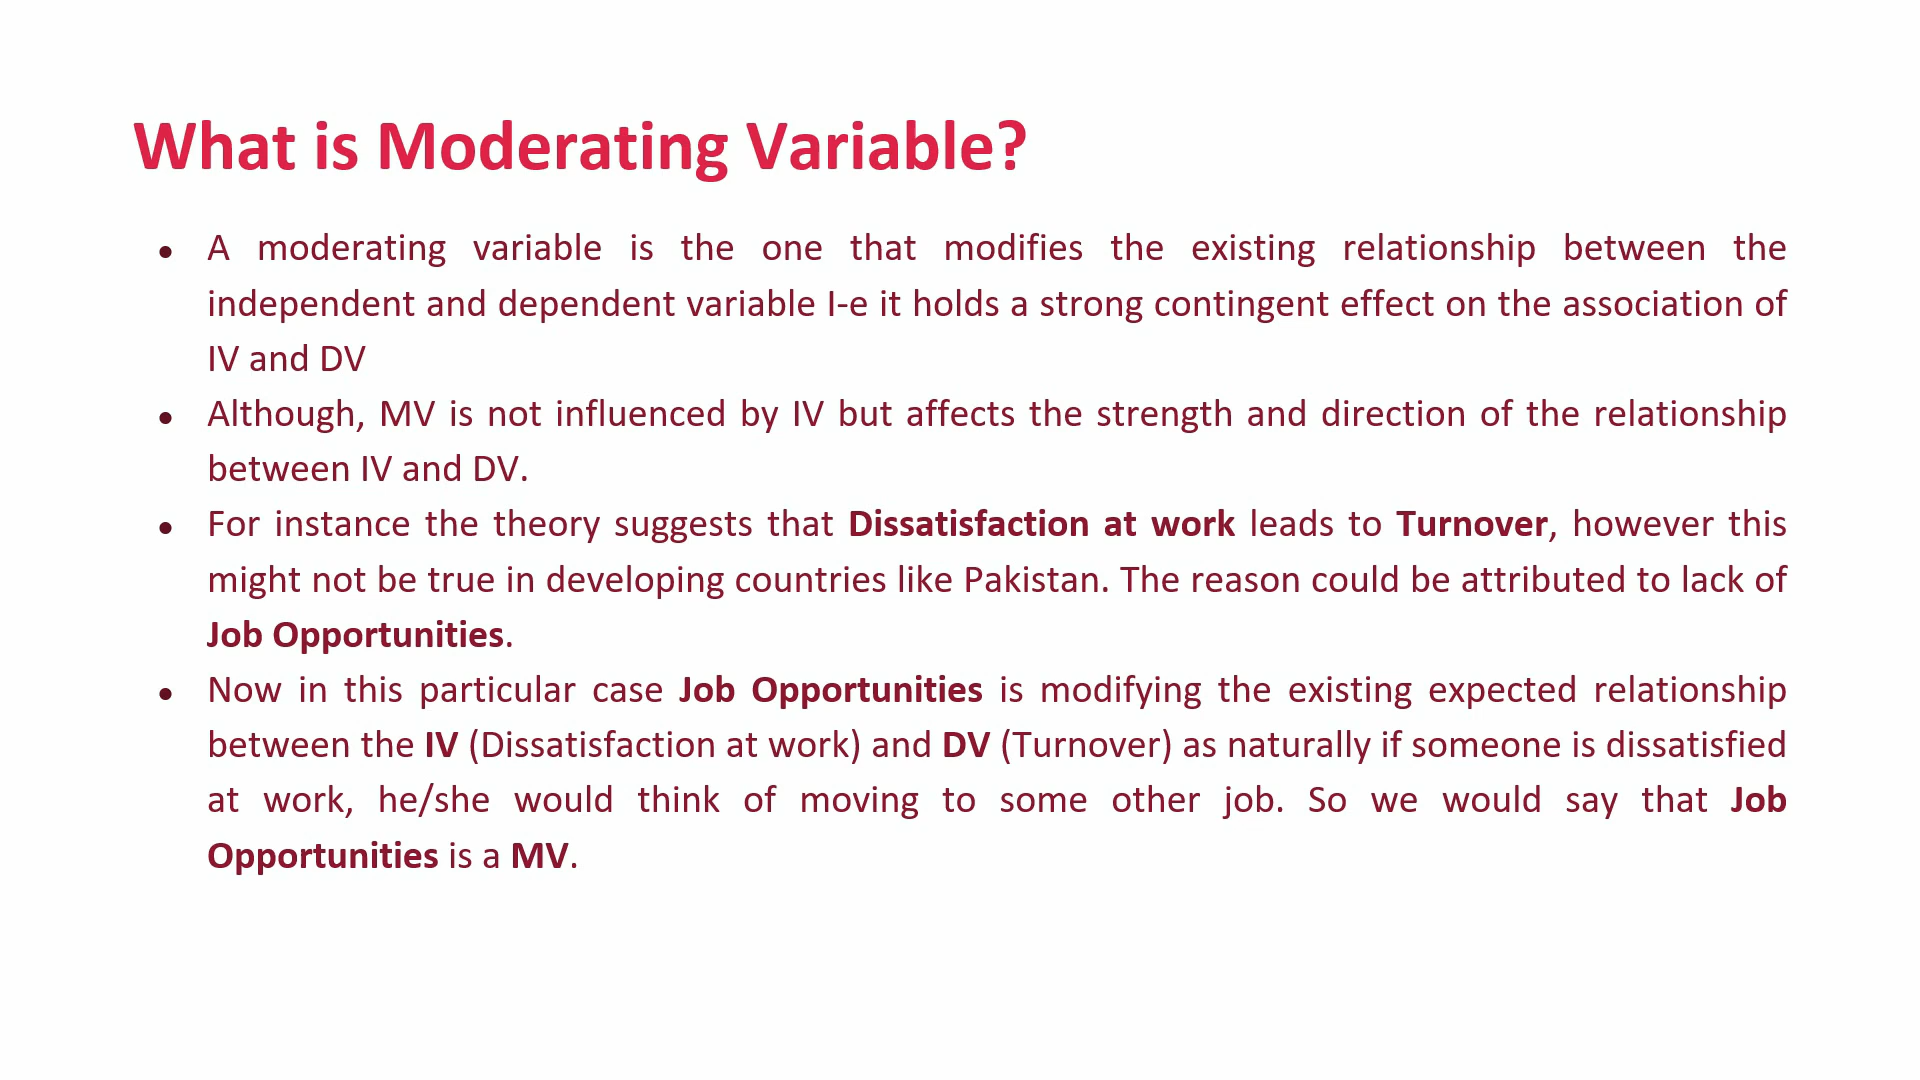 What is Moderating Variable?
● A moderating variable is the one that modifies the existing relationship between the
independent and dependent variable I-e it holds a strong contingent effect on the association of
IV and DV
● Although, MV is not influenced by IV but affects the strength and direction of the relationship
between IV and DV.
● For instance the theory suggests that Dissatisfaction at work leads to Turnover, however this
might not be true in developing countries like Pakistan. The reason could be attributed to lack of
Job Opportunities.
● Now in this particular case Job Opportunities is modifying the existing expected relationship
between the IV (Dissatisfaction at work) and DV (Turnover) as naturally if someone is dissatisfied
at work, he/she would think of moving to some other job. So we would say that Job
Opportunities is a MV.